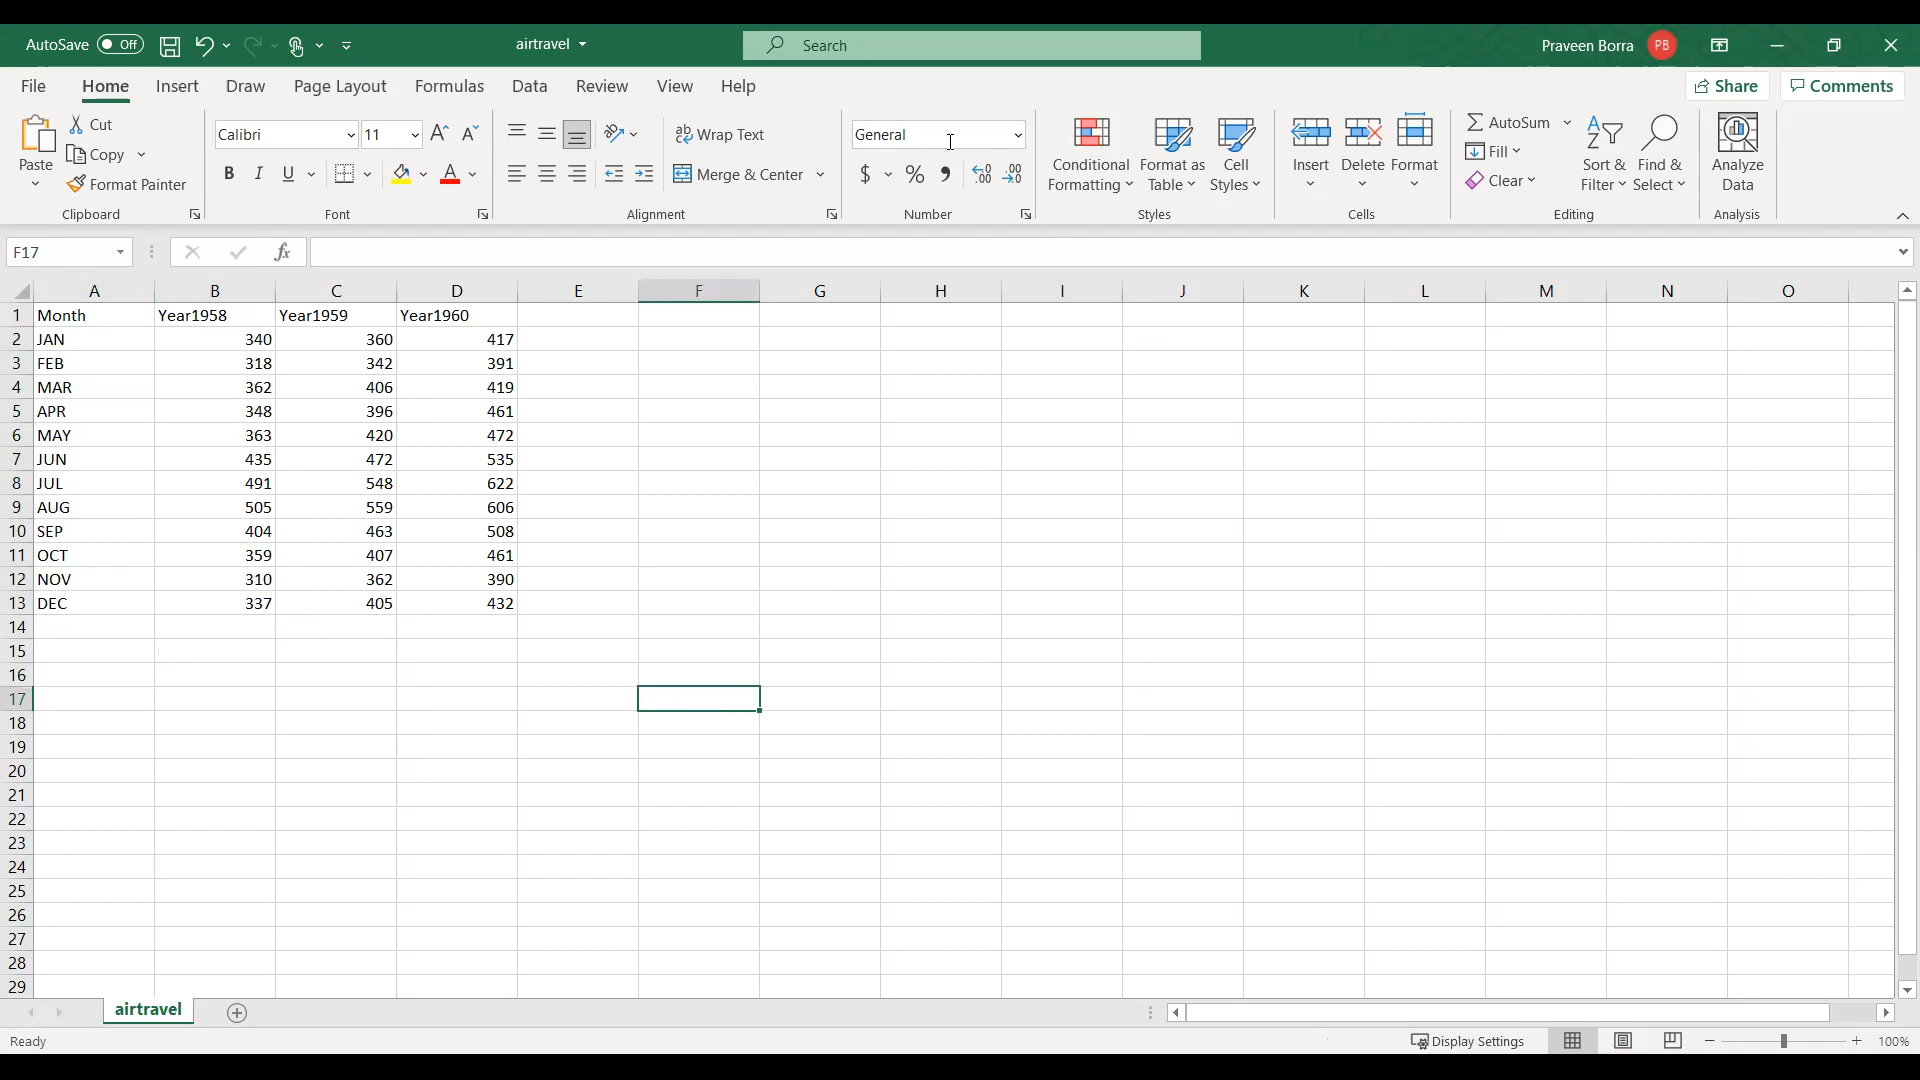 AutoSave Off airtravel Search Praveen Borra PB
File Home Insert Draw Page Layout Formulas Data Review View Help Share Comments
Paste Cut Copy Format Painter Clipboard
Calibri 11 A A B I U A Font
ab Wrap Text Merge & Center Alignment
General $ % , .00 .00 Number
Conditional Formatting Format as Table Cell Styles Styles
Insert Delete Format Cells
AutoSum Fill Clear Sort & Filter Find & Select Editing
Analyze Data Analysis
F17 fx
A B C D E F G H I J K L M N O
1 Month Year1958 Year1959 Year1960
2 JAN 340 360 417
3 FEB 318 342 391
4 MAR 362 406 419
5 APR 348 396 461
6 MAY 363 420 472
7 JUN 435 472 535
8 JUL 491 548 622
9 AUG 505 559 606
10 SEP 404 463 508
11 OCT 359 407 461
12 NOV 310 362 390
13 DEC 337 405 432
14
15
16
17
18
19
20
21
22
23
24
25
26
27
28
29
airtravel
Ready Display Settings 100%